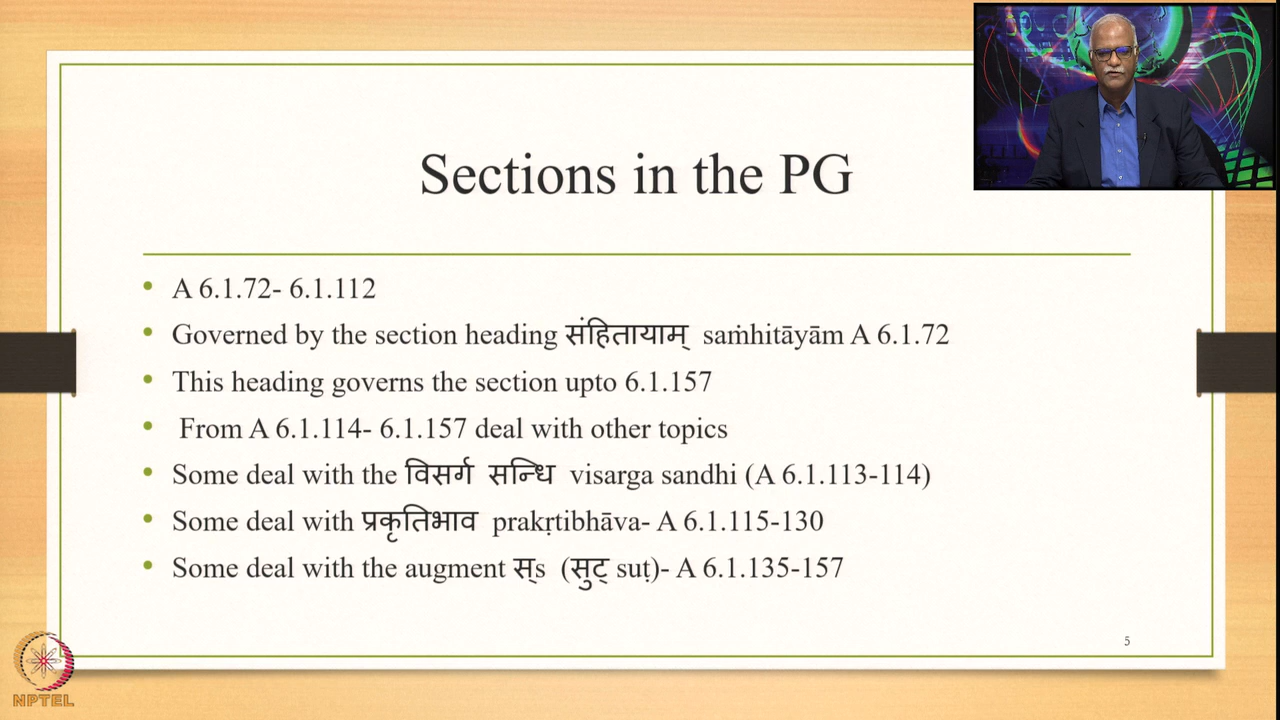 Sections in the PG
• A 6.1.72- 6.1.112
• Governed by the section heading संहितायाम् saṁhitāyām A 6.1.72
• This heading governs the section upto 6.1.157
• From A 6.1.114- 6.1.157 deal with other topics
• Some deal with the विसर्ग सन्धि visarga sandhi (A 6.1.113-114)
• Some deal with प्रकृतिभाव prakṛtibhāva- A 6.1.115-130
• Some deal with the augment स् s (सुट् suṭ)- A 6.1.135-157
5
NPTEL